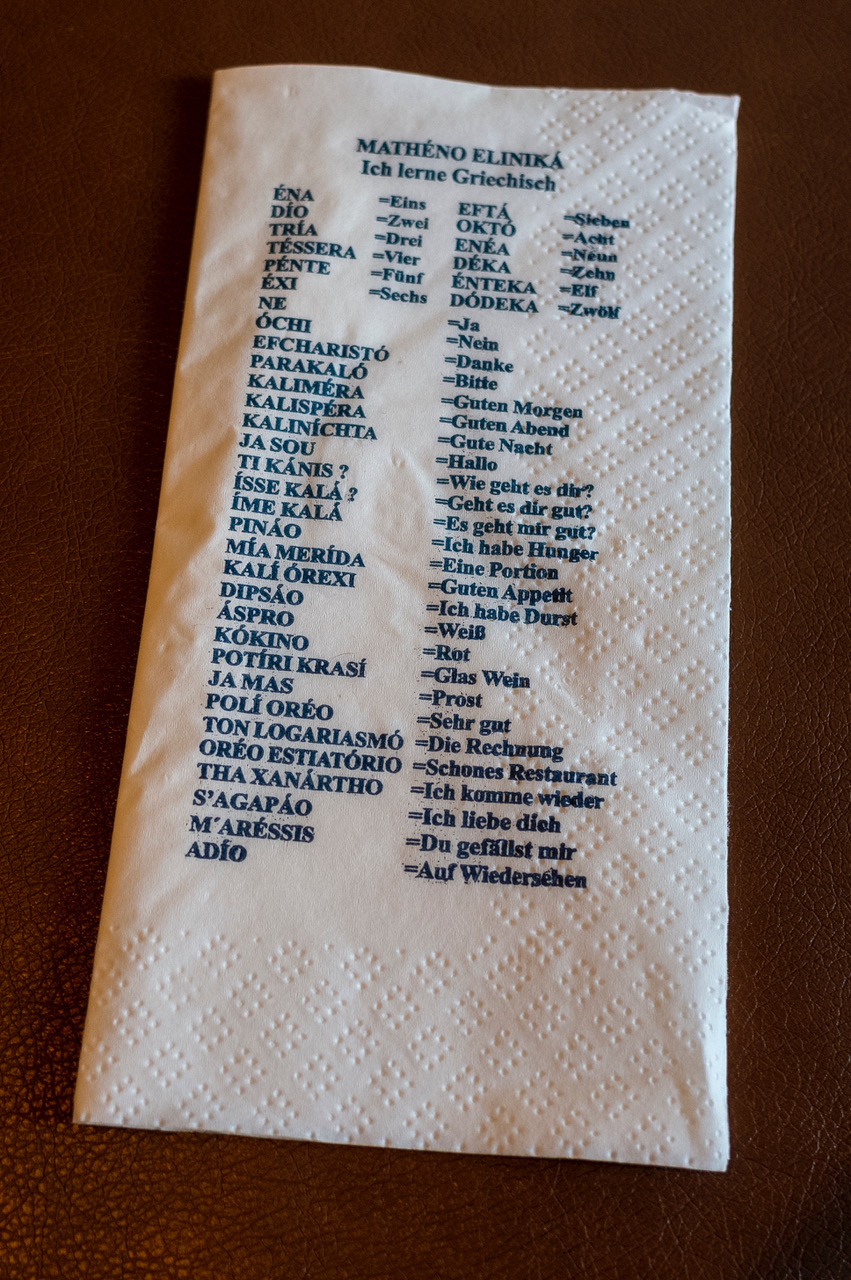 MATHÉNO ELINIKÁ
Ich lerne Griechisch
ÉNA =Eins EFTÁ =Sieben
DÍO =Zwei OKTÓ =Acht
TRÍA =Drei ENÉA =Neun
TÉSSERA =Vier DÉKA =Zehn
PÉNTE =Fünf ÉNTEKA =Elf
ÉXI =Sechs DÓDEKA =Zwölf
NE =Ja
ÓCHI =Nein
EFCHARISTÓ =Danke
PARAKALÓ =Bitte
KALIMÉRA =Guten Morgen
KALISPÉRA =Guten Abend
KALINÍCHTA =Gute Nacht
JA SOU =Hallo
TI KÁNIS ? =Wie geht es dir?
ÍSSE KALÁ ? =Geht es dir gut?
ÍME KALÁ =Es geht mir gut?
PINÁO =Ich habe Hunger
MÍA MERÍDA =Eine Portion
KALÍ ÓREXI =Guten Appetit
DIPSÁO =Ich habe Durst
ÁSPRO =Weiß
KÓKINO =Rot
POTÍRI KRASÍ =Glas Wein
JA MAS =Prost
POLÍ ORÉO =Sehr gut
TON LOGARIASMÓ =Die Rechnung
ORÉO ESTIATÓRIO =Schones Restaurant
THA XANÁRTHO =Ich komme wieder
S’AGAPÁO =Ich liebe dich
M´ARÉSSIS =Du gefällst mir
ADÍO =Auf Wiedersehen